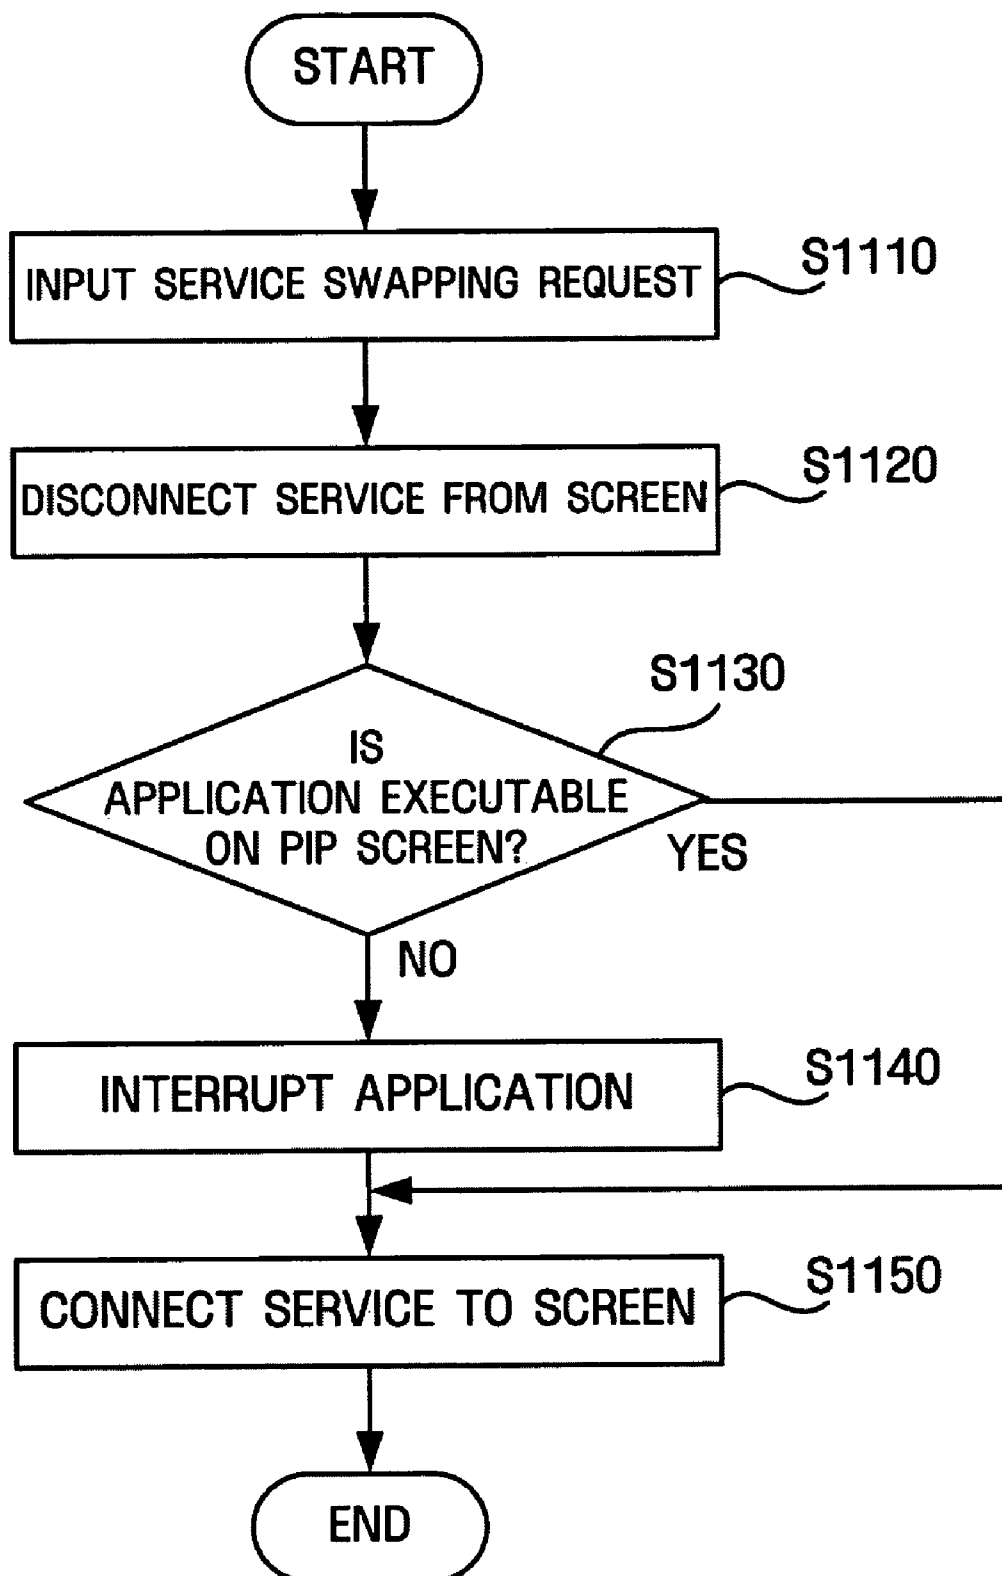 START
INPUT SERVICE SWAPPING REQUEST
S1110
DISCONNECT SERVICE FROM SCREEN
S1120
S1130
IS
APPLICATION EXECUTABLE
ON PIP SCREEN?
YES
NO
INTERRUPT APPLICATION
S1140
CONNECT SERVICE TO SCREEN
S1150
END